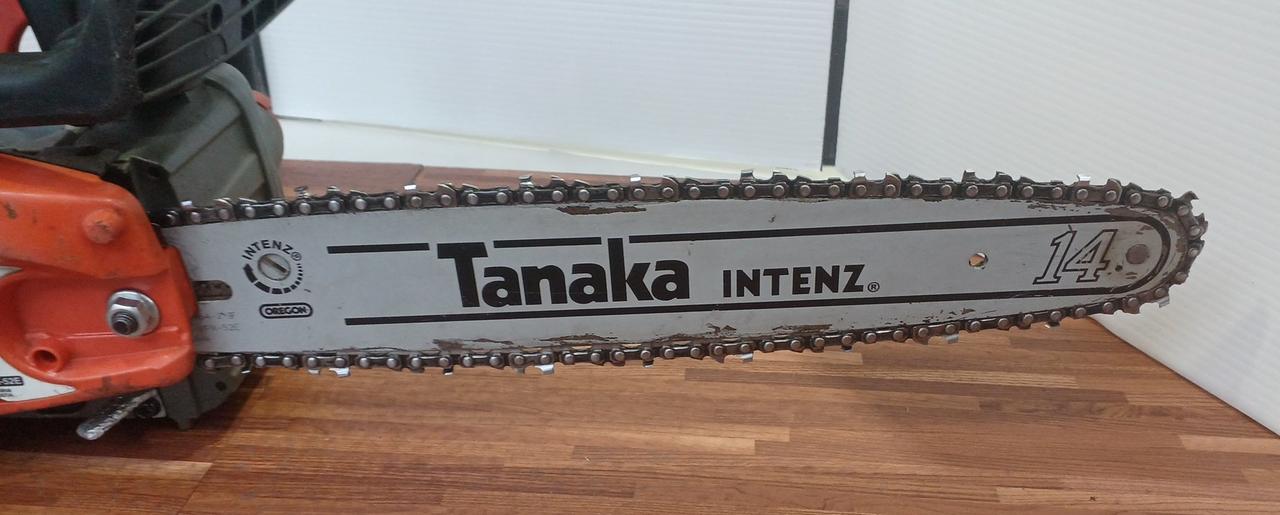 INTENZ®
Tanaka INTENZ®
14
OREGON